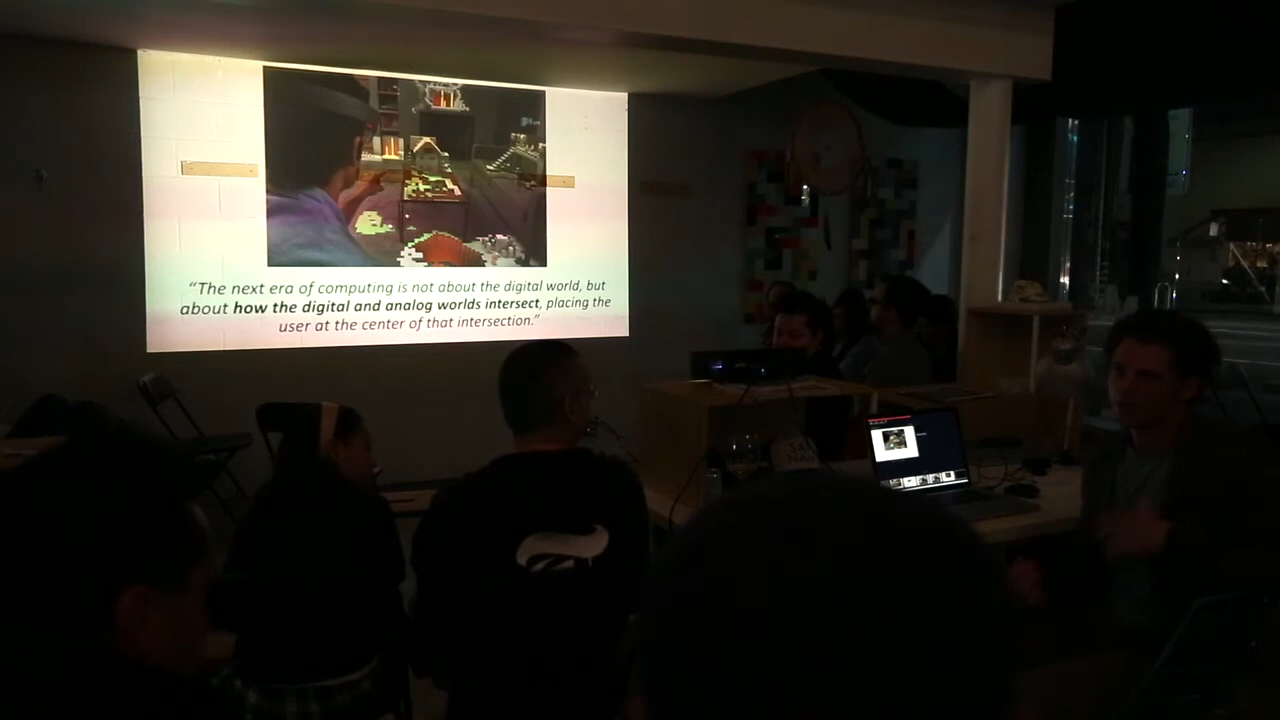 “The next era of computing is not about the digital world, but
about how the digital and analog worlds intersect, placing the
user at the center of that intersection.”